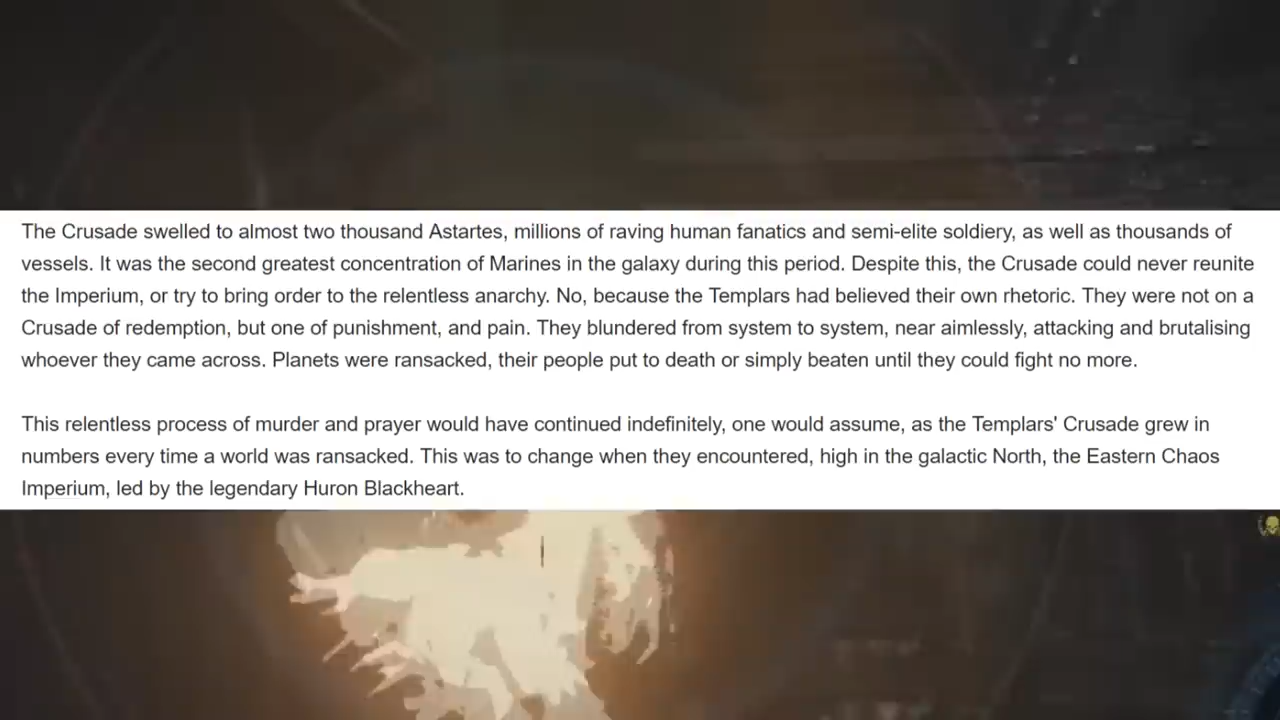 The Crusade swelled to almost two thousand Astartes, millions of raving human fanatics and semi-elite soldiery, as well as thousands of
vessels. It was the second greatest concentration of Marines in the galaxy during this period. Despite this, the Crusade could never reunite
the Imperium, or try to bring order to the relentless anarchy. No, because the Templars had believed their own rhetoric. They were not on a
Crusade of redemption, but one of punishment, and pain. They blundered from system to system, near aimlessly, attacking and brutalising
whoever they came across. Planets were ransacked, their people put to death or simply beaten until they could fight no more.
This relentless process of murder and prayer would have continued indefinitely, one would assume, as the Templars' Crusade grew in
numbers every time a world was ransacked. This was to change when they encountered, high in the galactic North, the Eastern Chaos
Imperium, led by the legendary Huron Blackheart.